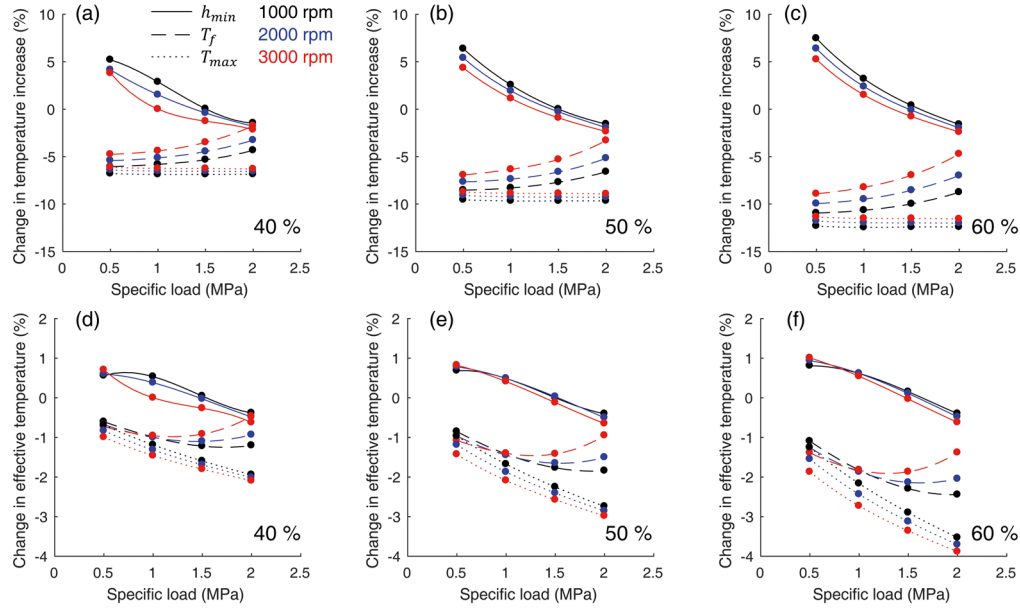 (a)
h_min 1000 rpm
T_f 2000 rpm
T_max 3000 rpm
Change in temperature increase (%)
10
5
0
-5
-10
-15
0 0.5 1 1.5 2 2.5
40 %
Specific load (MPa)
(b)
Change in temperature increase (%)
10
5
0
-5
-10
-15
0 0.5 1 1.5 2 2.5
50 %
Specific load (MPa)
(c)
Change in temperature increase (%)
10
5
0
-5
-10
-15
0 0.5 1 1.5 2 2.5
60 %
Specific load (MPa)
(d)
Change in effective temperature (%)
2
1
0
-1
-2
-3
-4
0 0.5 1 1.5 2 2.5
40 %
Specific load (MPa)
(e)
Change in effective temperature (%)
2
1
0
-1
-2
-3
-4
0 0.5 1 1.5 2 2.5
50 %
Specific load (MPa)
(f)
Change in effective temperature (%)
2
1
0
-1
-2
-3
-4
0 0.5 1 1.5 2 2.5
60 %
Specific load (MPa)